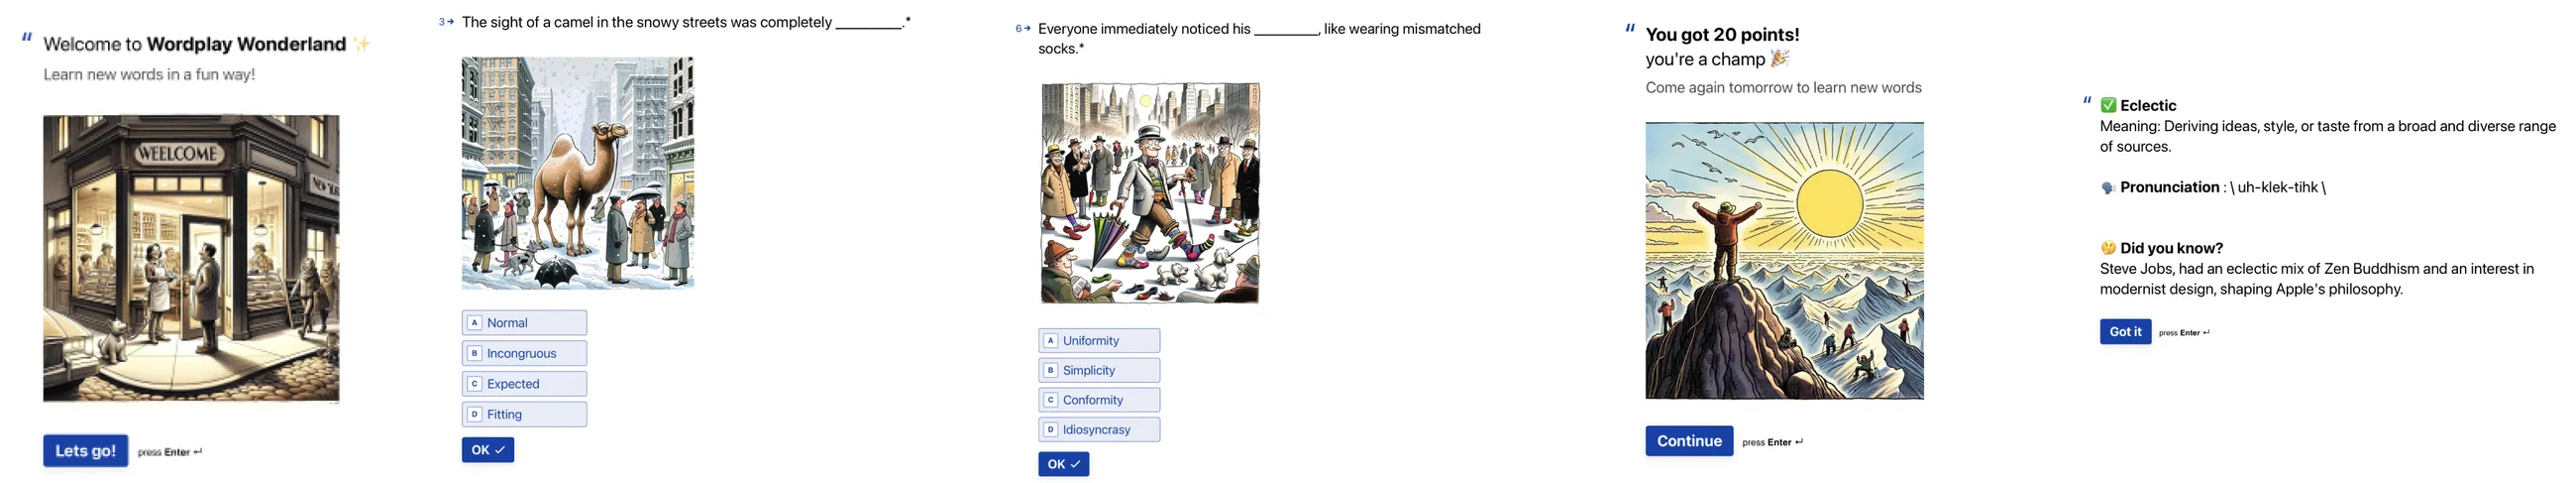 “ Welcome to Wordplay Wonderland ✨
Learn new words in a fun way!
WEELCOME
Lets go! press Enter ↵
3 → The sight of a camel in the snowy streets was completely _________.*
A Normal
B Incongruous
C Expected
D Fitting
OK ✓
6 → Everyone immediately noticed his _________, like wearing mismatched
socks.*
A Uniformity
B Simplicity
C Conformity
D Idiosyncrasy
OK ✓
“ You got 20 points!
you're a champ 🎉
Come again tomorrow to learn new words
Continue press Enter ↵
“ ✅ Eclectic
Meaning: Deriving ideas, style, or taste from a broad and diverse range
of sources.
🗣️ Pronunciation : \ uh-klek-tihk \
🤔 Did you know?
Steve Jobs, had an eclectic mix of Zen Buddhism and an interest in
modernist design, shaping Apple's philosophy.
Got it press Enter ↵